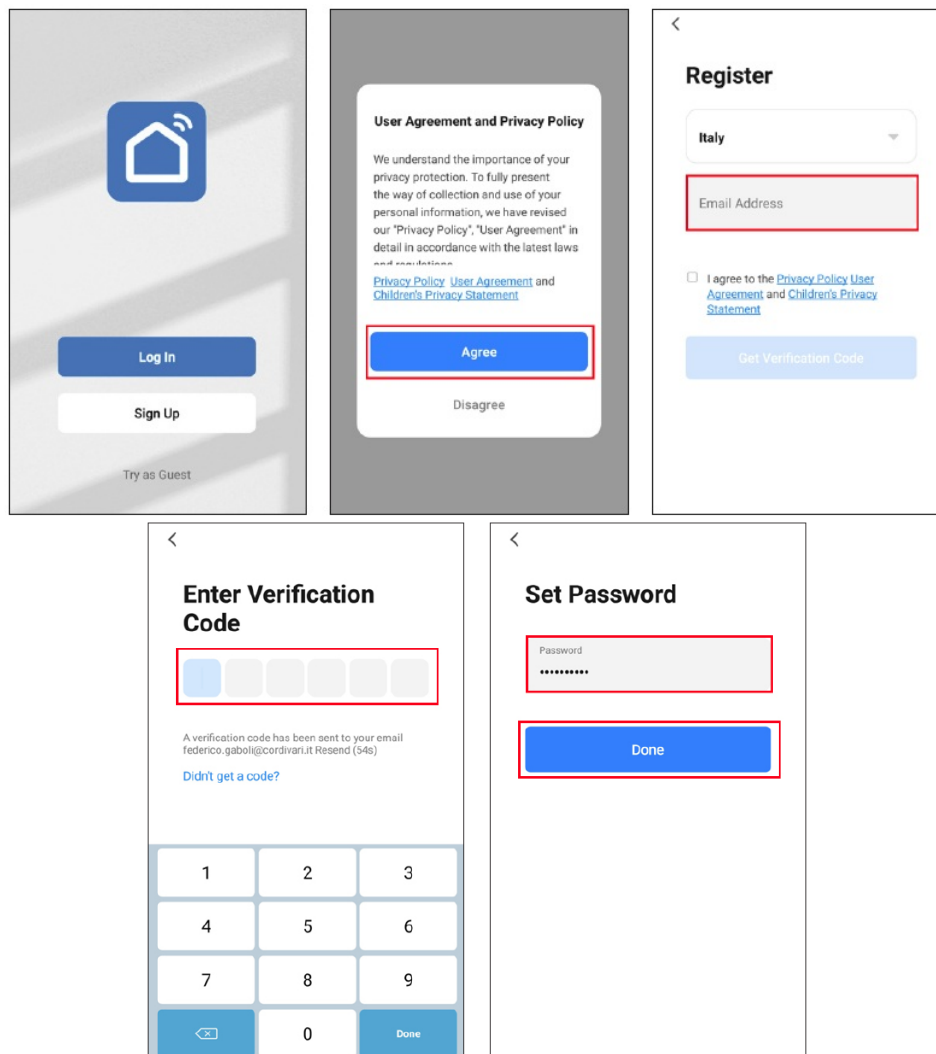 Log In
Sign Up
Try as Guest
User Agreement and Privacy Policy
We understand the importance of your
privacy protection. To fully present
the way of collection and use of your
personal information, we have revised
our "Privacy Policy", "User Agreement" in
detail in accordance with the latest laws
and regulations
Privacy Policy User Agreement and
Children's Privacy Statement
Agree
Disagree
Register
Italy
Email Address
I agree to the Privacy Policy User
Agreement and Children's Privacy
Statement
Get Verification Code
Enter Verification
Code
A verification code has been sent to your email
federico.gaboli@cordivari.it Resend (54s)
Didn't get a code?
1 2 3
4 5 6
7 8 9
0 Done
Set Password
Password
••••••••••
Done